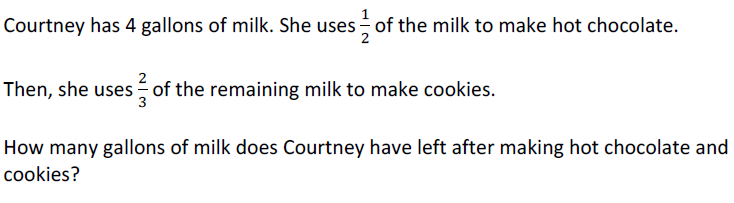 Courtney has 4 gallons of milk. She uses 1/2 of the milk to make hot chocolate.
Then, she uses 2/3 of the remaining milk to make cookies.
How many gallons of milk does Courtney have left after making hot chocolate and
cookies?